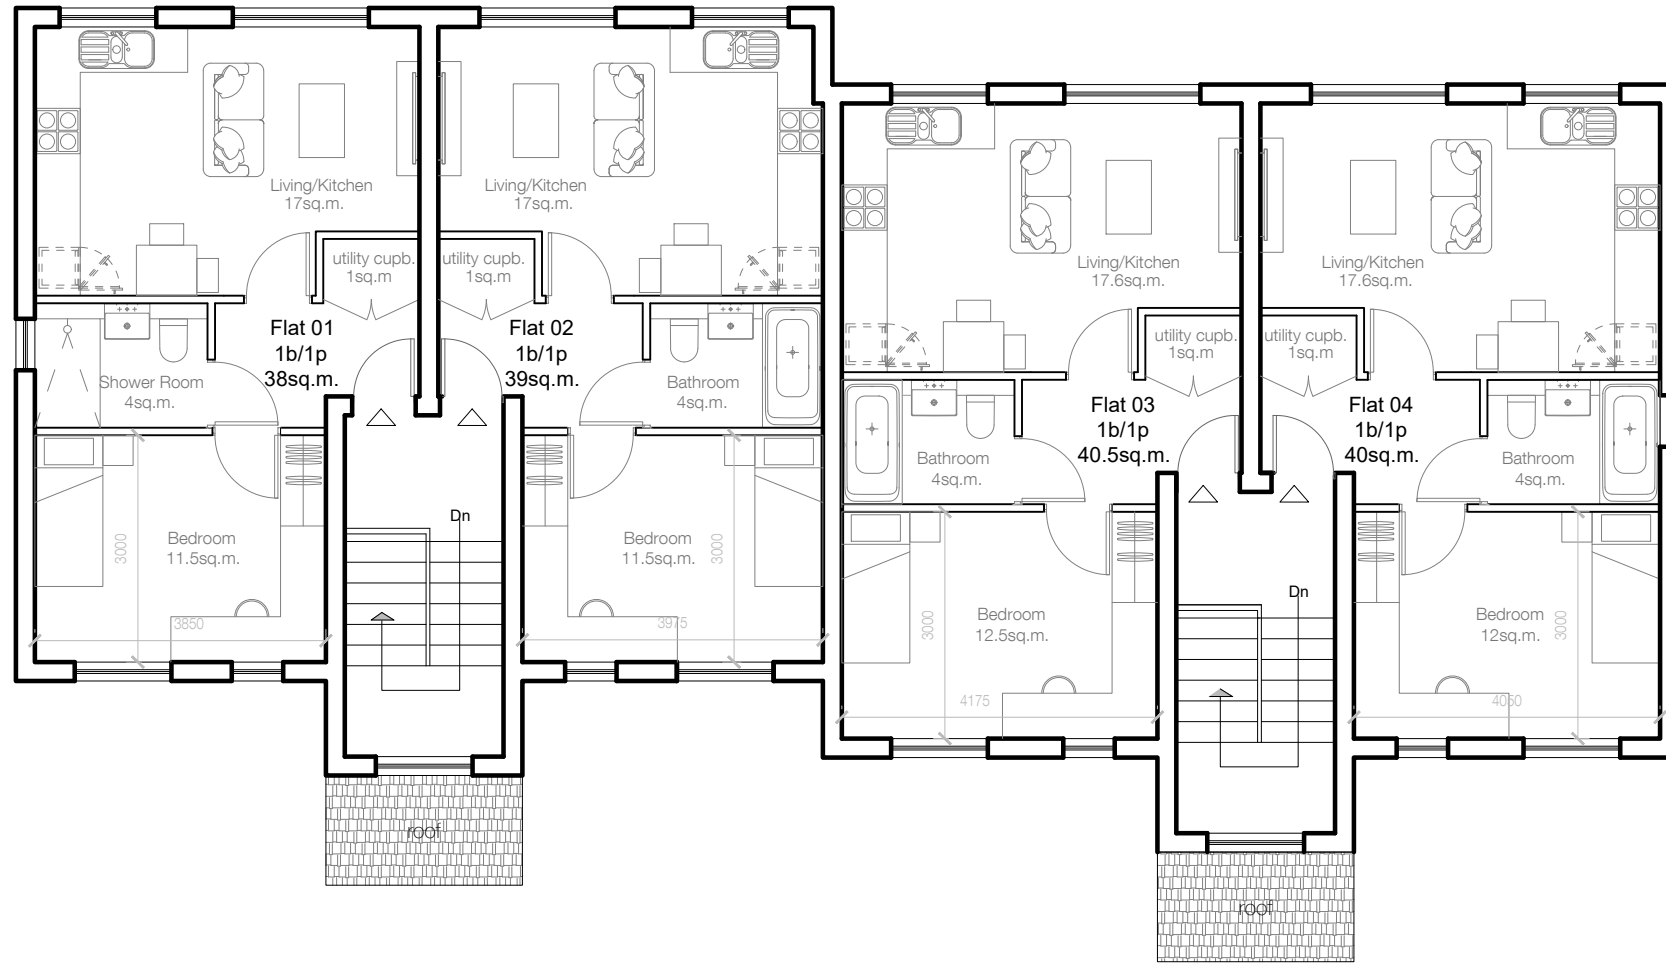 Living/Kitchen
17sq.m.
Living/Kitchen
17sq.m.
utility cupb.
1sq.m
utility cupb.
1sq.m
Flat 01
1b/1p
38sq.m.
Flat 02
1b/1p
39sq.m.
Shower Room
4sq.m.
Bathroom
4sq.m.
Bedroom
11.5sq.m.
3000
Dn
Bedroom
11.5sq.m.
3000
3850
3975
roof
Living/Kitchen
17.6sq.m.
Living/Kitchen
17.6sq.m.
utility cupb.
1sq.m
utility cupb.
1sq.m
Flat 03
1b/1p
40.5sq.m.
Flat 04
1b/1p
40sq.m.
Bathroom
4sq.m.
Bathroom
4sq.m.
Bedroom
12.5sq.m.
3000
Dn
Bedroom
12sq.m.
3000
4175
4050
roof